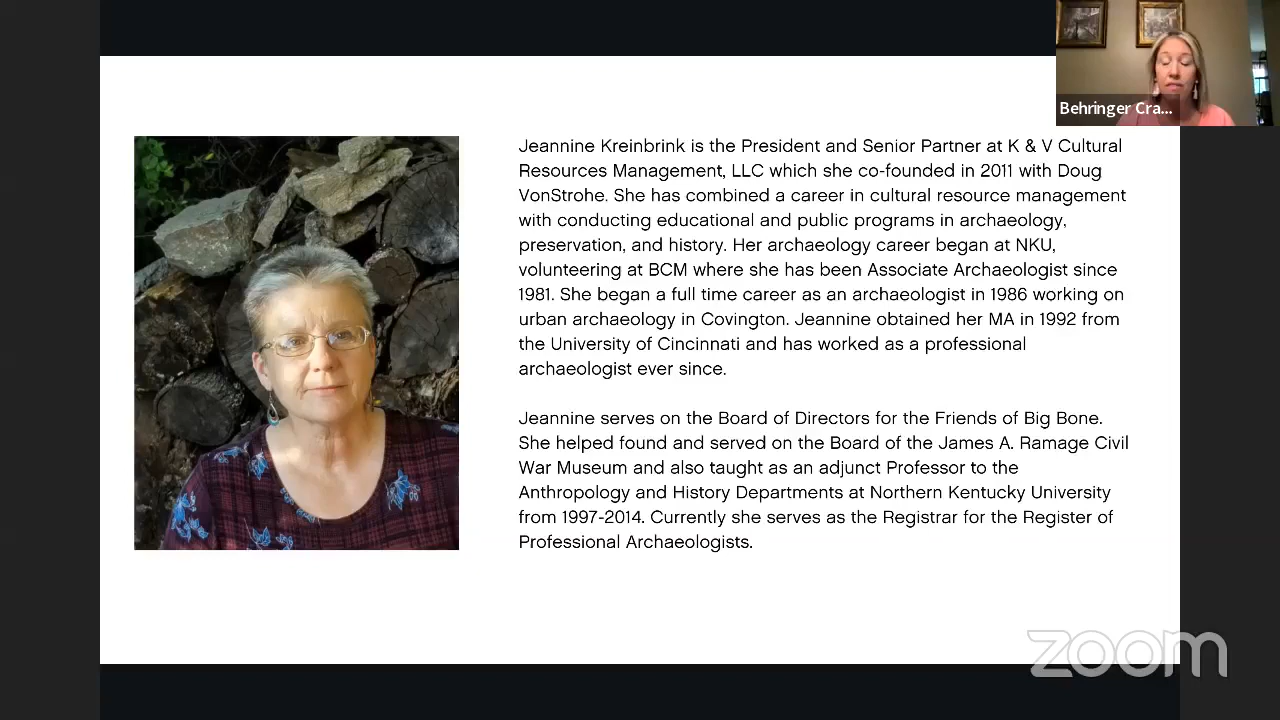 Behringer Cra...
Jeannine Kreinbrink is the President and Senior Partner at K & V Cultural
Resources Management, LLC which she co-founded in 2011 with Doug
VonStrohe. She has combined a career in cultural resource management
with conducting educational and public programs in archaeology,
preservation, and history. Her archaeology career began at NKU,
volunteering at BCM where she has been Associate Archaeologist since
1981. She began a full time career as an archaeologist in 1986 working on
urban archaeology in Covington. Jeannine obtained her MA in 1992 from
the University of Cincinnati and has worked as a professional
archaeologist ever since.
Jeannine serves on the Board of Directors for the Friends of Big Bone.
She helped found and served on the Board of the James A. Ramage Civil
War Museum and also taught as an adjunct Professor to the
Anthropology and History Departments at Northern Kentucky University
from 1997-2014. Currently she serves as the Registrar for the Register of
Professional Archaeologists.
zoom